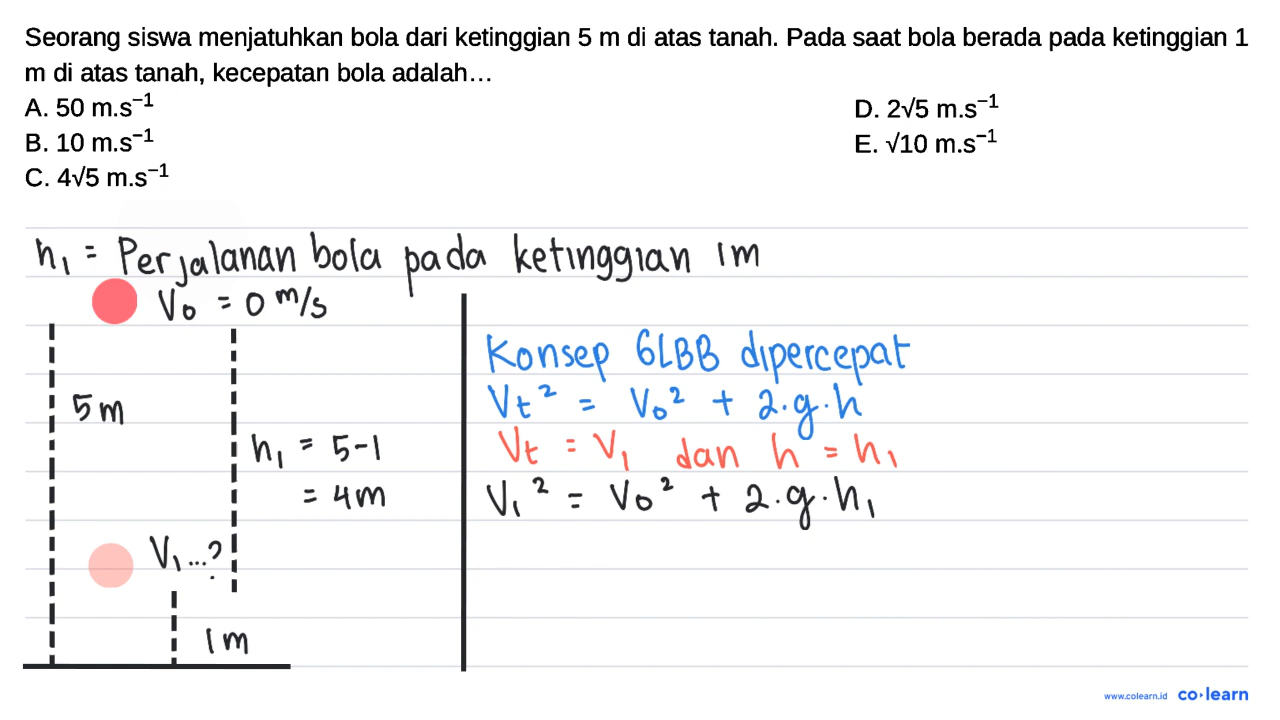 Seorang siswa menjatuhkan bola dari ketinggian 5 m di atas tanah. Pada saat bola berada pada ketinggian 1
m di atas tanah, kecepatan bola adalah...
A. 50 m.s⁻¹
B. 10 m.s⁻¹
C. 4√5 m.s⁻¹
D. 2√5 m.s⁻¹
E. √10 m.s⁻¹
h₁ = Perjalanan bola pada ketinggian 1m
V₀ = 0 m/s
5m
h₁ = 5-1
= 4m
V₁ ...?
1m
Konsep GLBB dipercepat
Vt² = V₀² + 2.g.h
Vt = V₁ dan h = h₁
V₁² = V₀² + 2.g.h₁
www.colearn.id co·learn